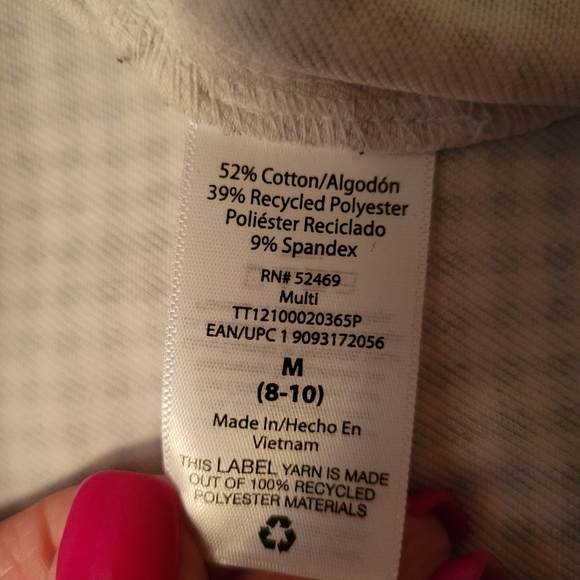 52% Cotton/Algodón
39% Recycled Polyester
Poliéster Reciclado
9% Spandex
RN# 52469
Multi
TT12100020365P
EAN/UPC 1 9093172056
M
(8-10)
Made In/Hecho En
Vietnam
THIS LABEL YARN IS MADE
OUT OF 100% RECYCLED
POLYESTER MATERIALS